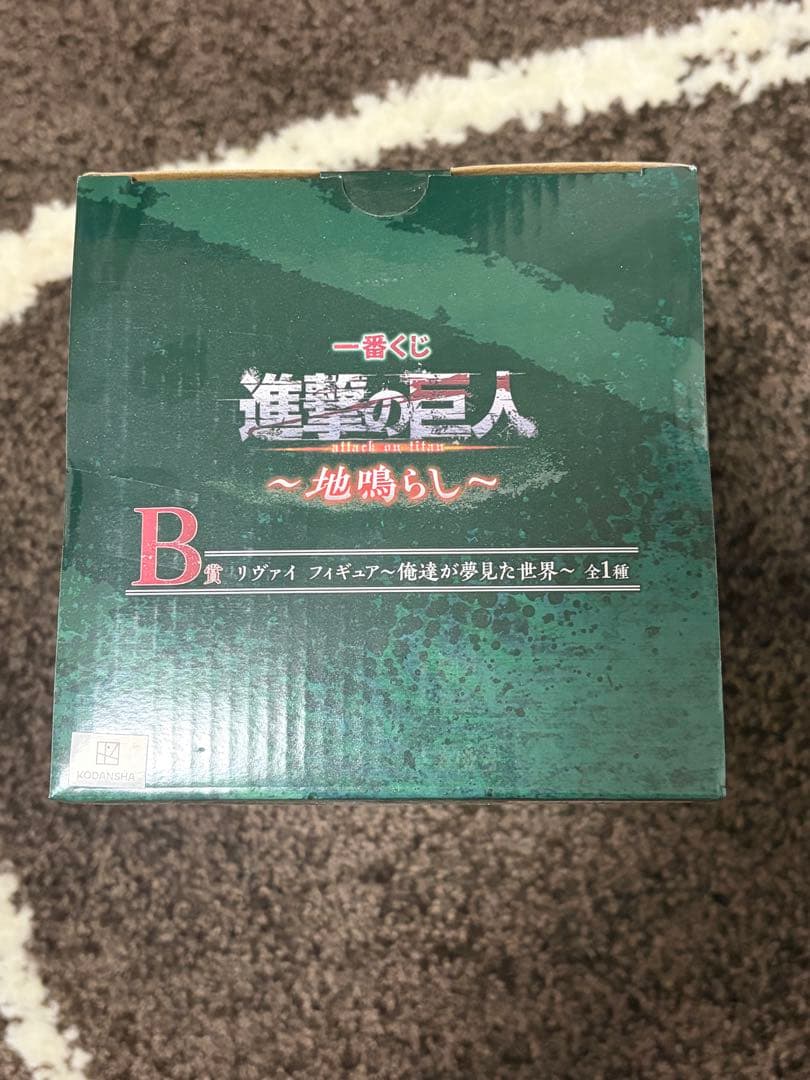 一番くじ
進撃の巨人
attack on titan
～地鳴らし～
B賞 リヴァイ フィギュア～俺達が夢見た世界～ 全1種
KODANSHA